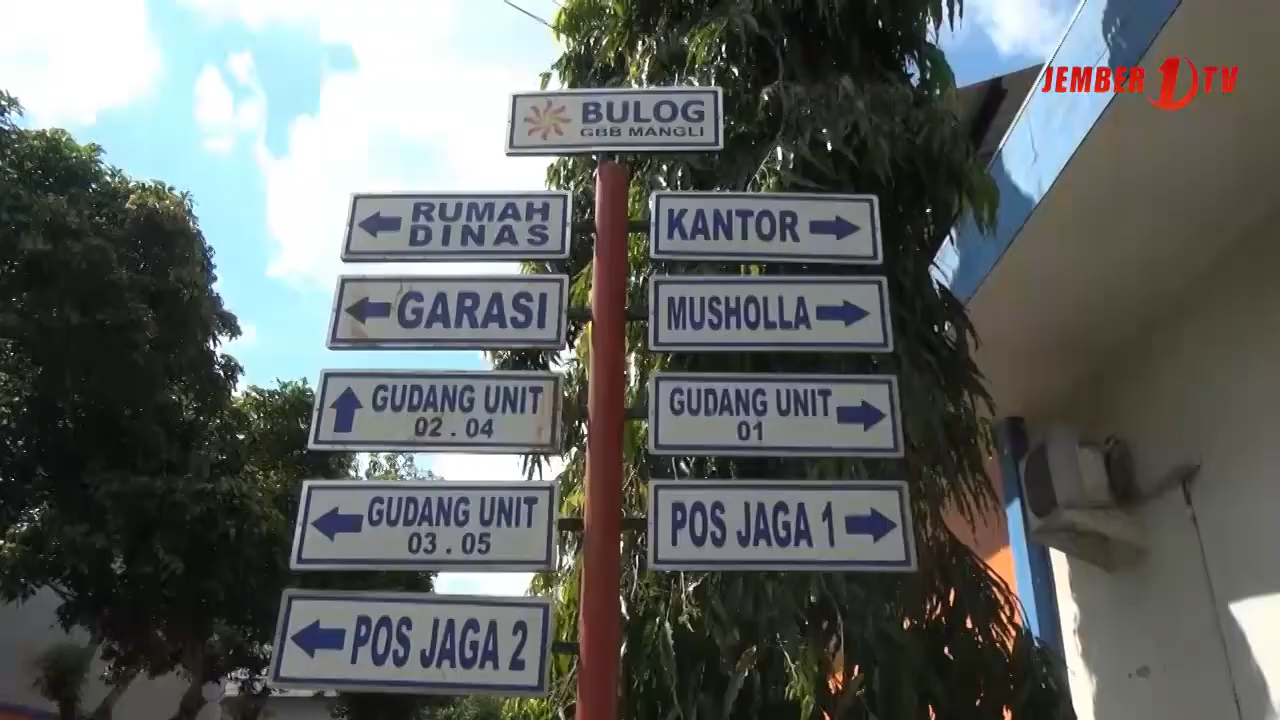 JEMBER 1 TV
BULOG
GBB MANGLI
RUMAH
DINAS
KANTOR
GARASI
MUSHOLLA
GUDANG UNIT
02 . 04
GUDANG UNIT
01
GUDANG UNIT
03 . 05
POS JAGA 1
POS JAGA 2